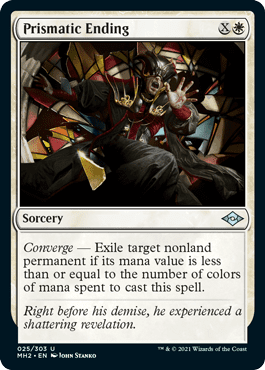 Prismatic Ending X
Sorcery
Converge — Exile target nonland
permanent if its mana value is less
than or equal to the number of colors
of mana spent to cast this spell.
Right before his demise, he experienced a
shattering revelation.
025/303 U
MH2 • EN JOHN STANKO ™ & © 2021 Wizards of the Coast